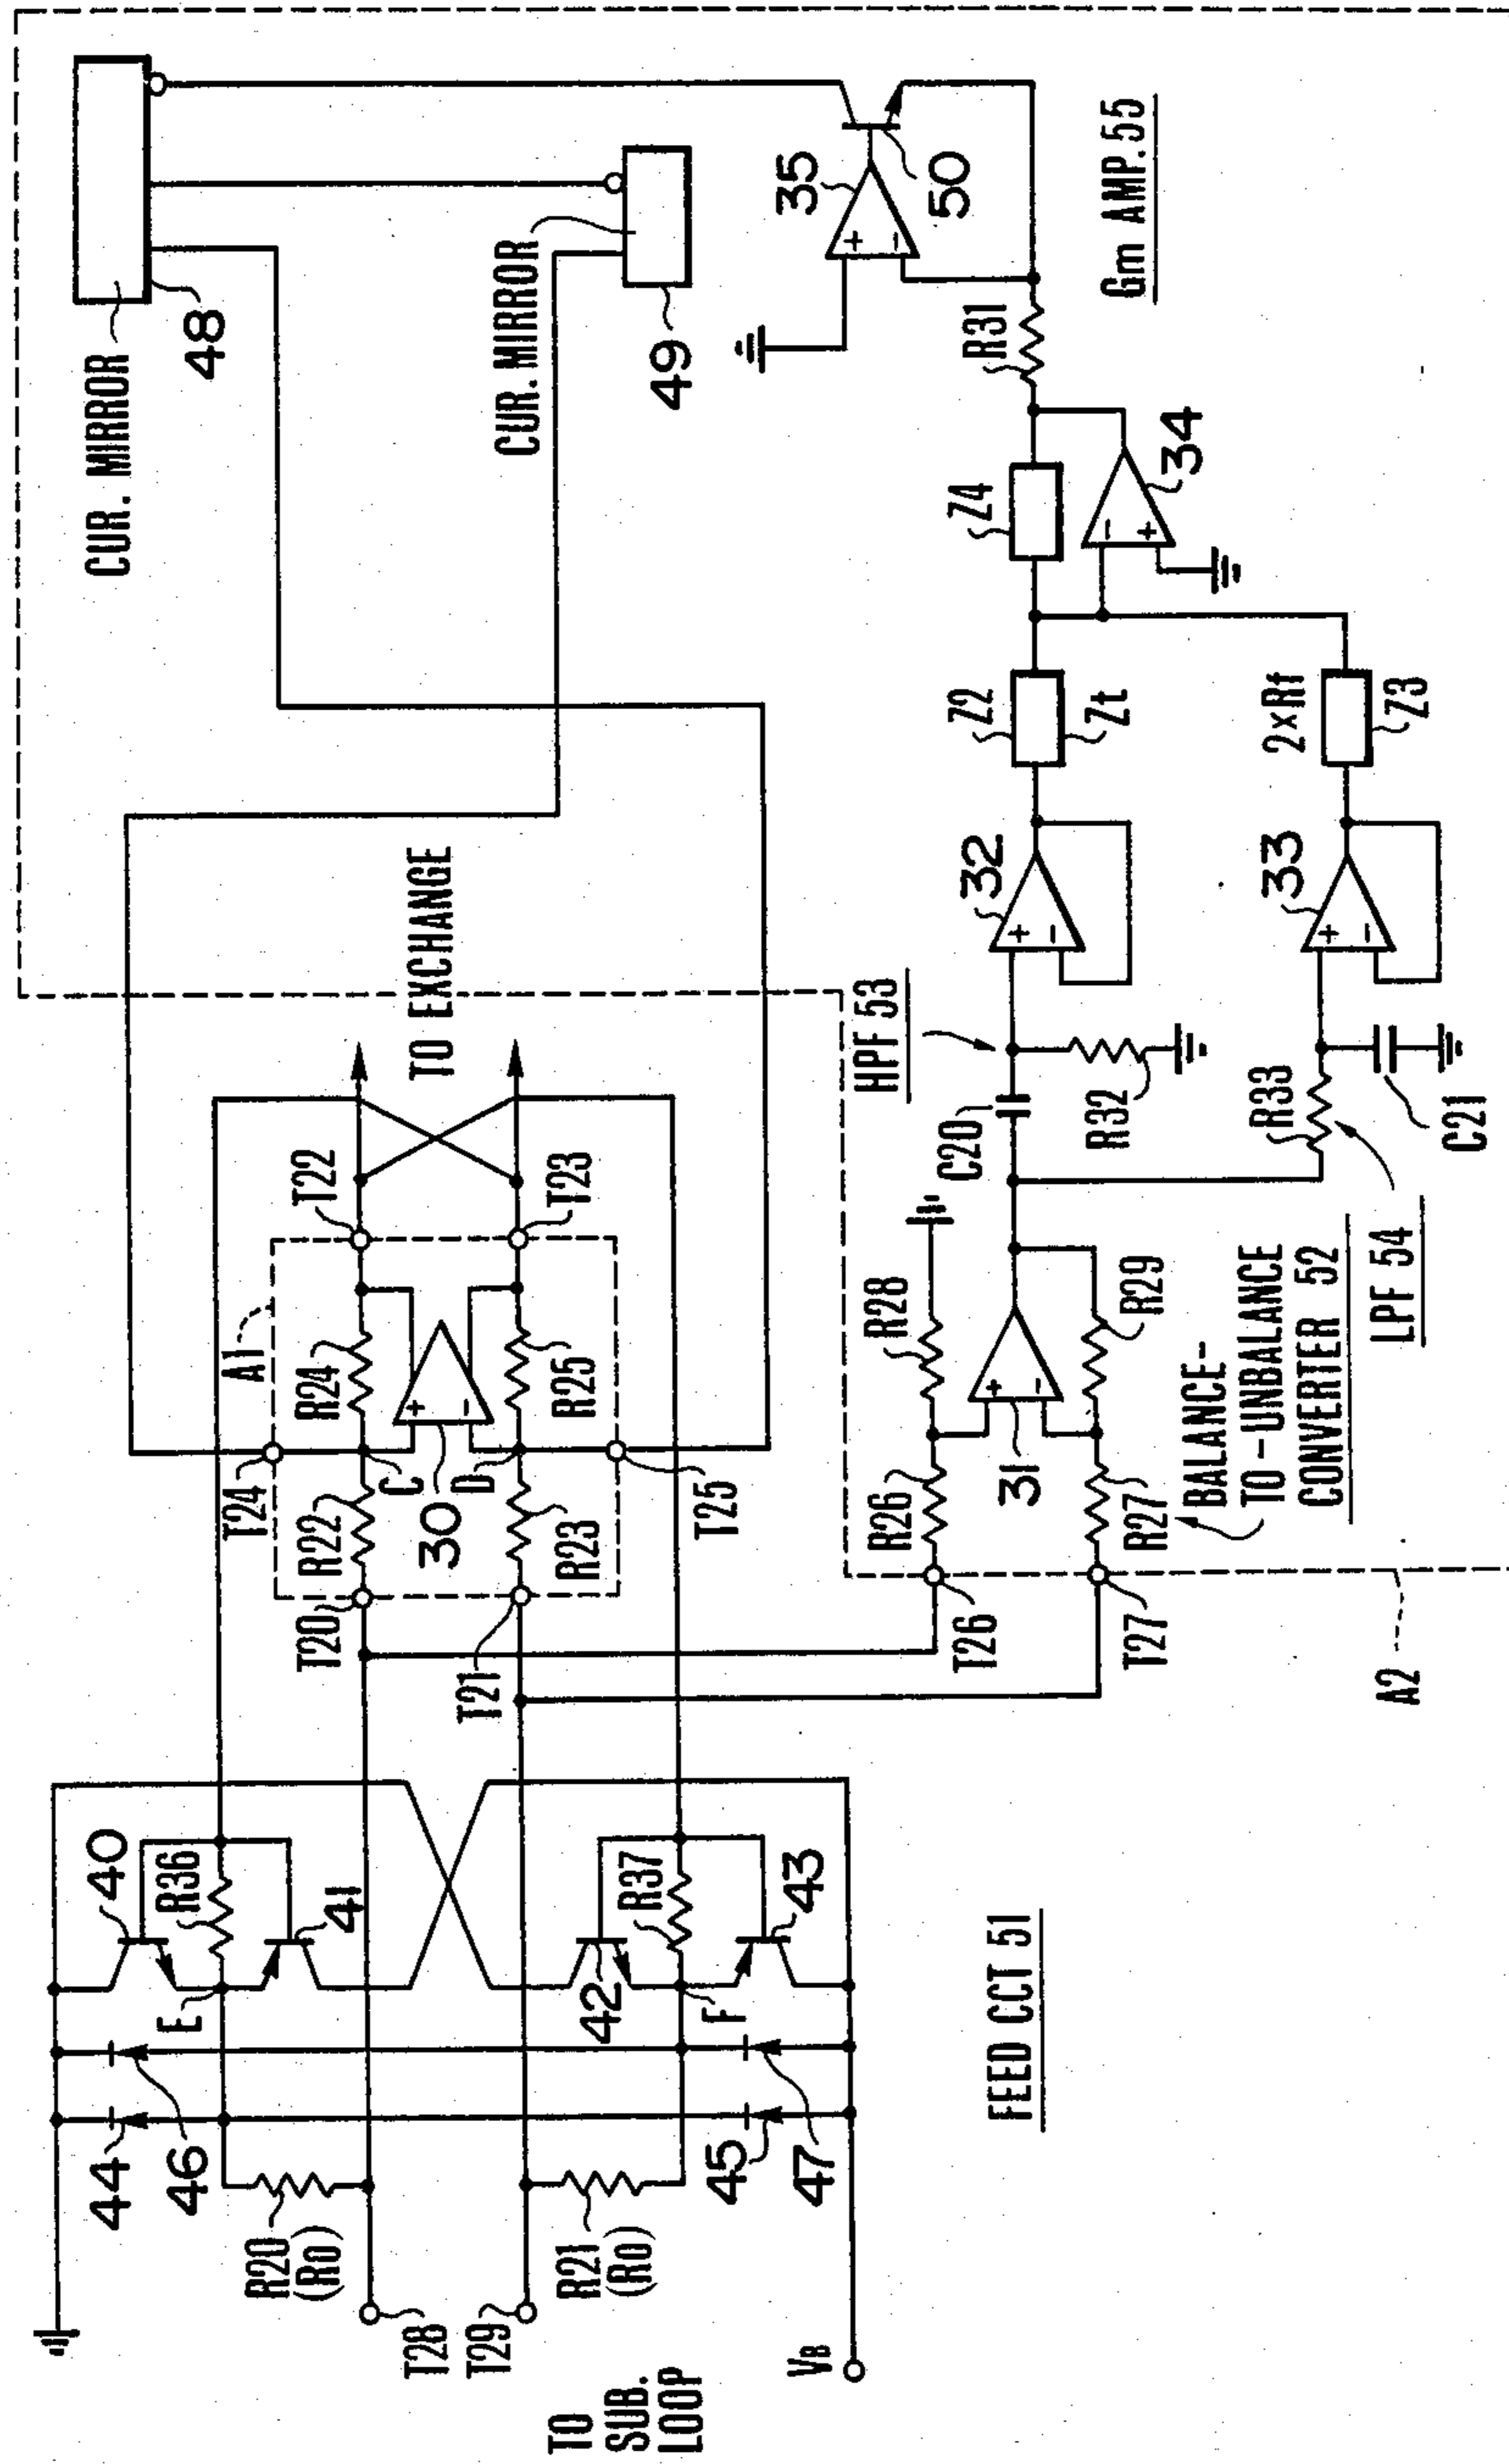 CUR. MIRROR
48
CUR. MIRROR
49
35
+
−
50
Gm AMP. 55
R31
Z4
34
−
+
Z2
Zt
2×Rf
Z3
32
+
−
33
+
−
TO EXCHANGE
HPF 53
C20
R32
R33
C21
LPF 54
T22
T23
A1
R24
R25
+
−
30
C
D
T24
T25
R22
R23
T20
T21
R28
R29
+
−
31
R26
R27
BALANCE-
TO-UNBALANCE
CONVERTER 52
T26
T27
A2
40
R36
41
E
42
R37
43
F
44
46
45
47
FEED CCT 51
R20
(R0)
R21
(R0)
T28
T29
VB
TO
SUB.
LOOP